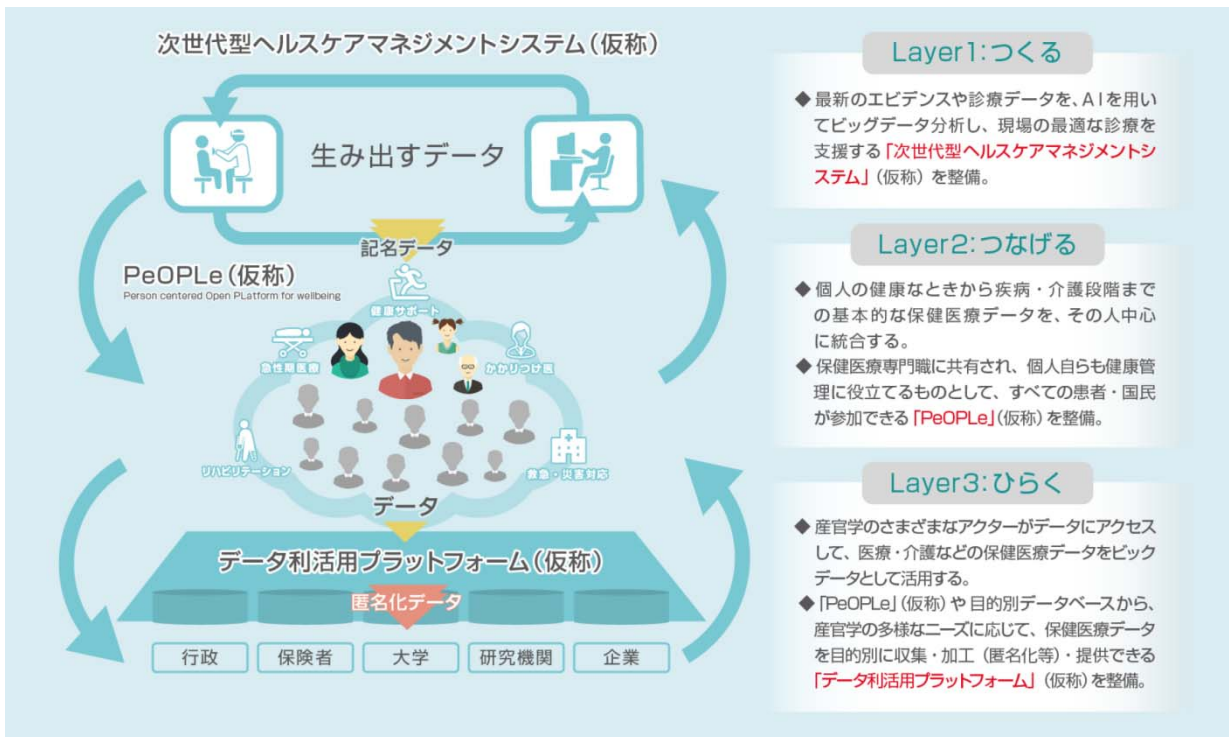 次世代型ヘルスケアマネジメントシステム(仮称)
生み出すデータ
記名データ
PeOPLe(仮称)
Person centered Open PLatform for wellbeing
健康サポート
急性期医療
かかりつけ医
リハビリテーション
救急・災害対応
データ
データ利活用プラットフォーム(仮称)
匿名化データ
行政
保険者
大学
研究機関
企業
Layer1:つくる
◆最新のエビデンスや診療データを、AIを用い
てビッグデータ分析し、現場の最適な診療を
支援する「次世代型ヘルスケアマネジメントシ
ステム」(仮称)を整備。
Layer2:つなげる
◆個人の健康なときから疾病・介護段階まで
の基本的な保健医療データを、その人中心
に統合する。
◆保健医療専門職に共有され、個人自らも健康管
理に役立てるものとして、すべての患者・国民
が参加できる「PeOPLe」(仮称)を整備。
Layer3:ひらく
◆産官学のさまざまなアクターがデータにアクセス
して、医療・介護などの保健医療データをビック
データとして活用する。
◆「PeOPLe」(仮称)や目的別データベースから、
産官学の多様なニーズに応じて、保健医療データ
を目的別に収集・加工(匿名化等)・提供できる
「データ利活用プラットフォーム」(仮称)を整備。